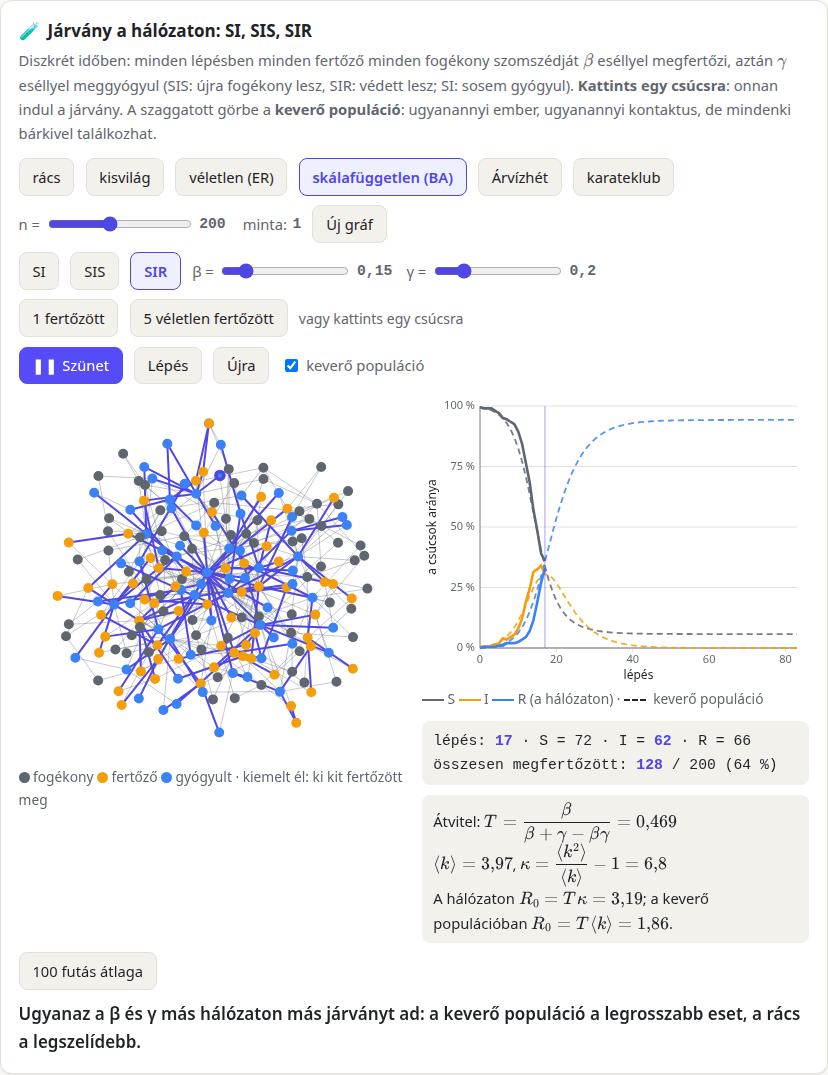 🧪 Járvány a hálózaton: SI, SIS, SIR
Diszkrét időben: minden lépésben minden fertőző minden fogékony szomszédját β eséllyel megfertőzi, aztán γ
eséllyel meggyógyul (SIS: újra fogékony lesz, SIR: védett lesz; SI: sosem gyógyul). Kattints egy csúcsra: onnan
indul a járvány. A szaggatott görbe a keverő populáció: ugyanannyi ember, ugyanannyi kontaktus, de mindenki
bárkivel találkozhat.
rács kisvilág véletlen (ER) skálafüggetlen (BA) Árvízhét karateklub
n = 200 minta: 1 Új gráf
SI SIS SIR β = 0,15 γ = 0,2
1 fertőzött 5 véletlen fertőzött vagy kattints egy csúcsra
❚❚ Szünet Lépés Újra keverő populáció
100 %
75 %
50 %
25 %
0 %
a csúcsok aránya
0 20 40 60 80
lépés
S I R (a hálózaton) · keverő populáció
fogékony fertőző gyógyult · kiemelt él: ki kit fertőzött
meg
lépés: 17 · S = 72 · I = 62 · R = 66
összesen megfertőzött: 128 / 200 (64 %)
Átvitel: T = β / (β + γ − βγ) = 0,469
⟨k⟩ = 3,97, κ = ⟨k²⟩ / ⟨k⟩ − 1 = 6,8
A hálózaton R₀ = T κ = 3,19; a keverő
populációban R₀ = T ⟨k⟩ = 1,86.
100 futás átlaga
Ugyanaz a β és γ más hálózaton más járványt ad: a keverő populáció a legrosszabb eset, a rács
a legszelídebb.